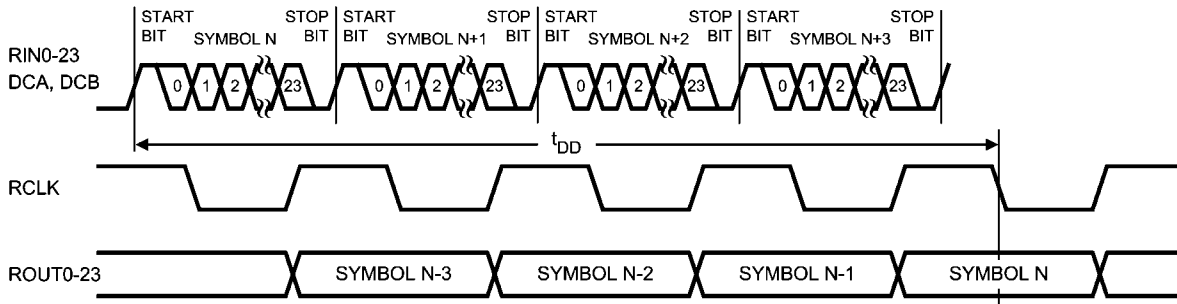 START BIT SYMBOL N STOP BIT
START BIT SYMBOL N+1 STOP BIT
START BIT SYMBOL N+2 STOP BIT
START BIT SYMBOL N+3 STOP BIT
RIN0-23
DCA, DCB
0 1 2 23
0 1 2 23
0 1 2 23
0 1 2 23
tDD
RCLK
ROUT0-23
SYMBOL N-3
SYMBOL N-2
SYMBOL N-1
SYMBOL N